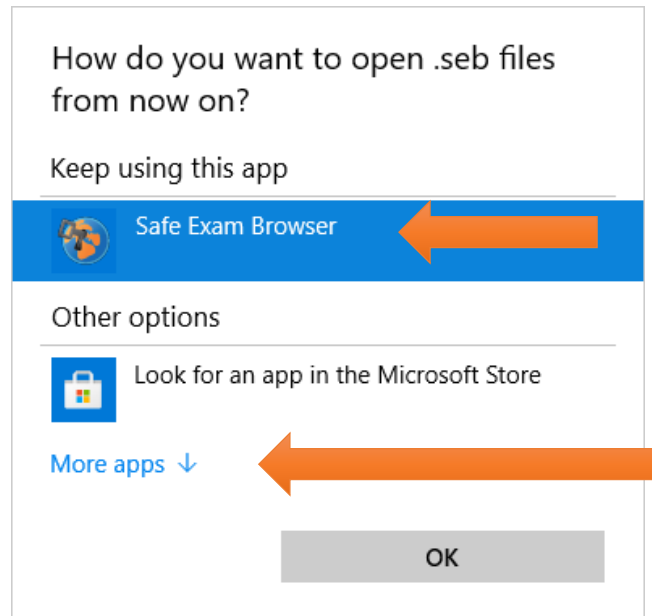 How do you want to open .seb files
from now on?
Keep using this app
Safe Exam Browser
Other options
Look for an app in the Microsoft Store
More apps ↓
OK